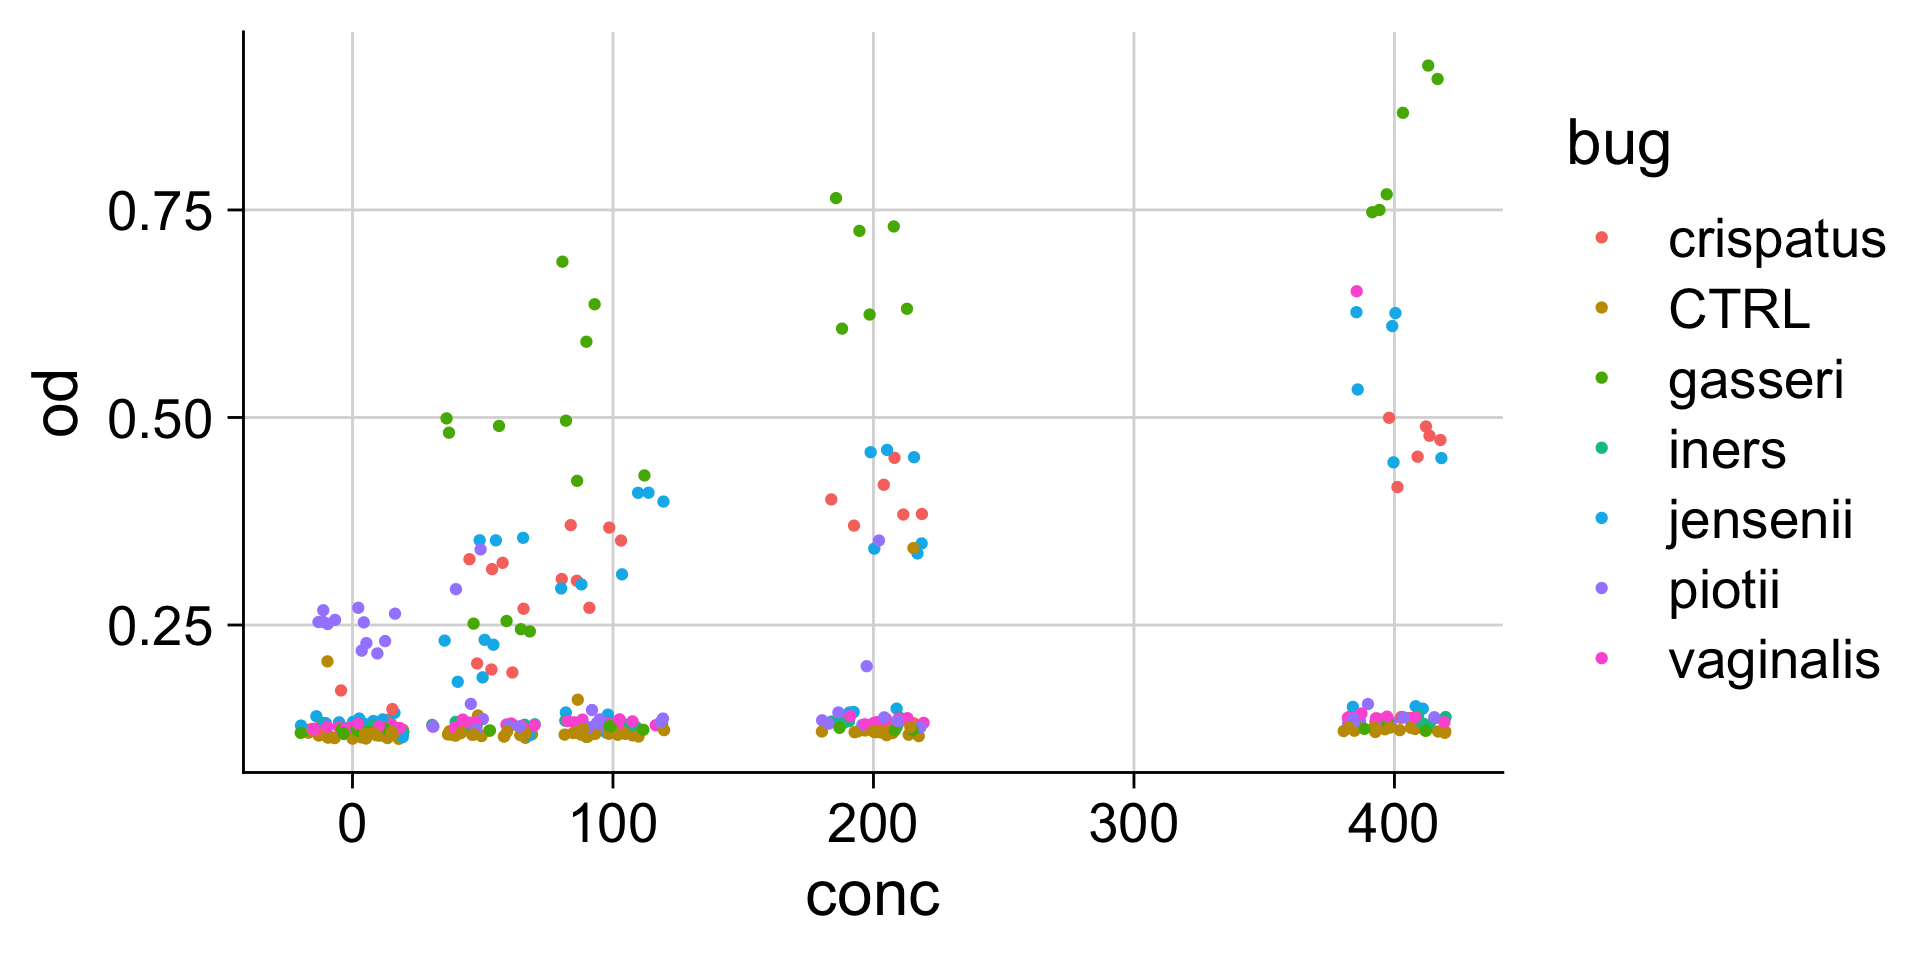 0.75
0.50
0.25
od
0 100 200 300 400
conc
bug
crispatus
CTRL
gasseri
iners
jensenii
piotii
vaginalis